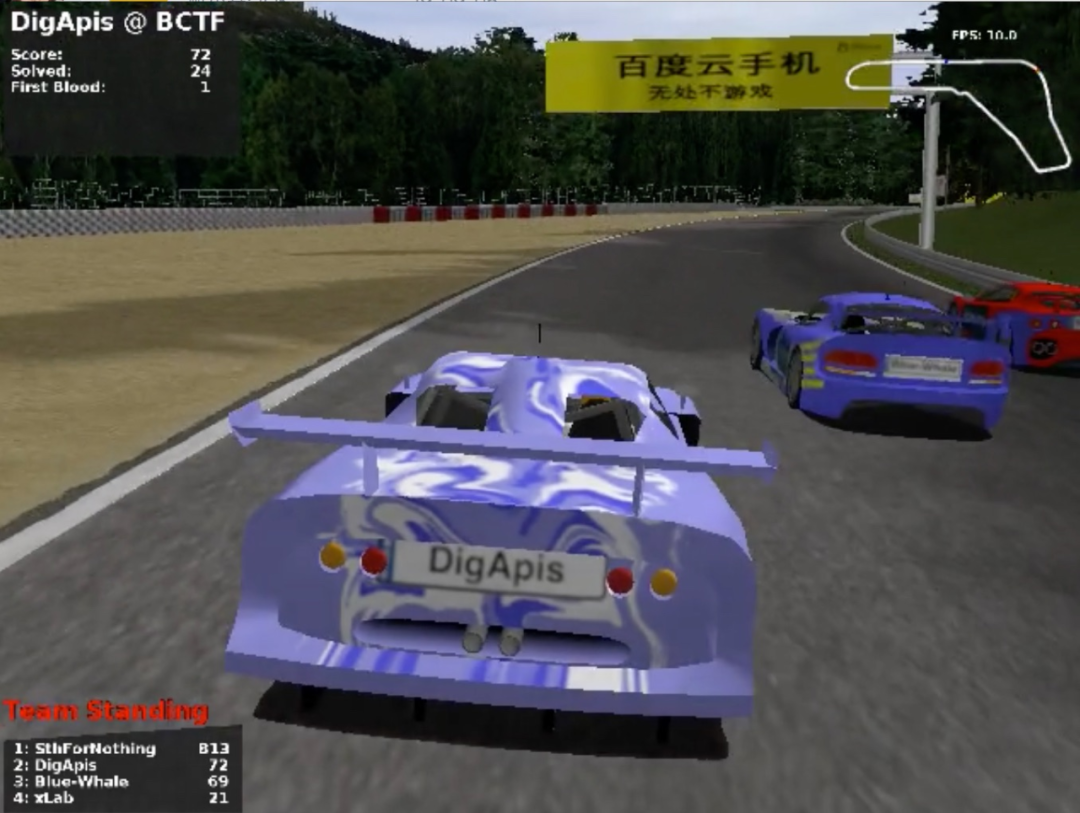 DigApis @ BCTF
Score: 72
Solved: 24
First Blood: 1
FPS: 10.0
百度云手机
无处不游戏
Blue-Whale
DigApis
Team Standing
1: SthForNothing 813
2: DigApis 72
3: Blue-Whale 69
4: xLab 21